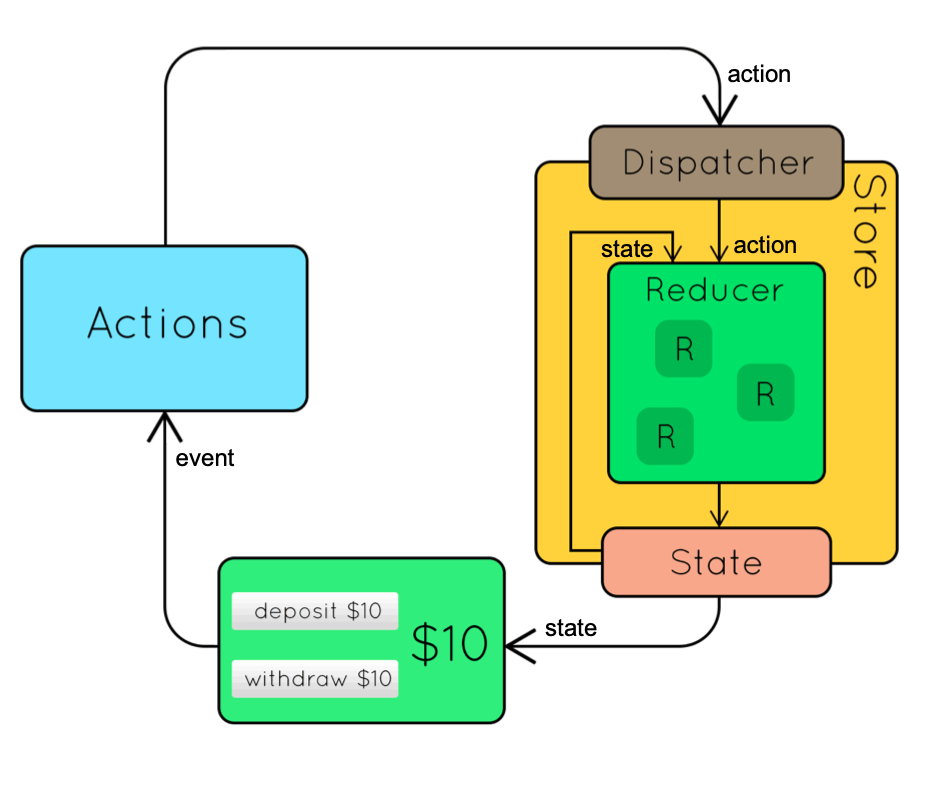 action
Dispatcher
Store
state
action
Reducer
R
R
R
Actions
event
State
state
deposit $10
$10
withdraw $10